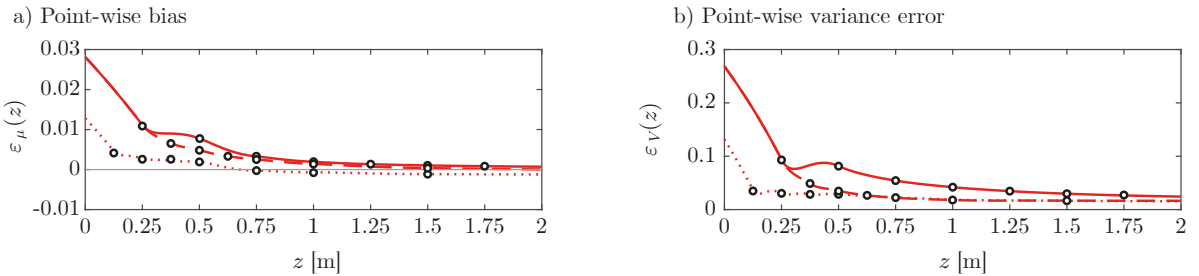 a) Point-wise bias
0.03
0.02
0.01
0
-0.01
ε_μ(z)
0 0.25 0.5 0.75 1 1.25 1.5 1.75 2
z [m]
b) Point-wise variance error
0.3
0.2
0.1
0
ε_V(z)
0 0.25 0.5 0.75 1 1.25 1.5 1.75 2
z [m]